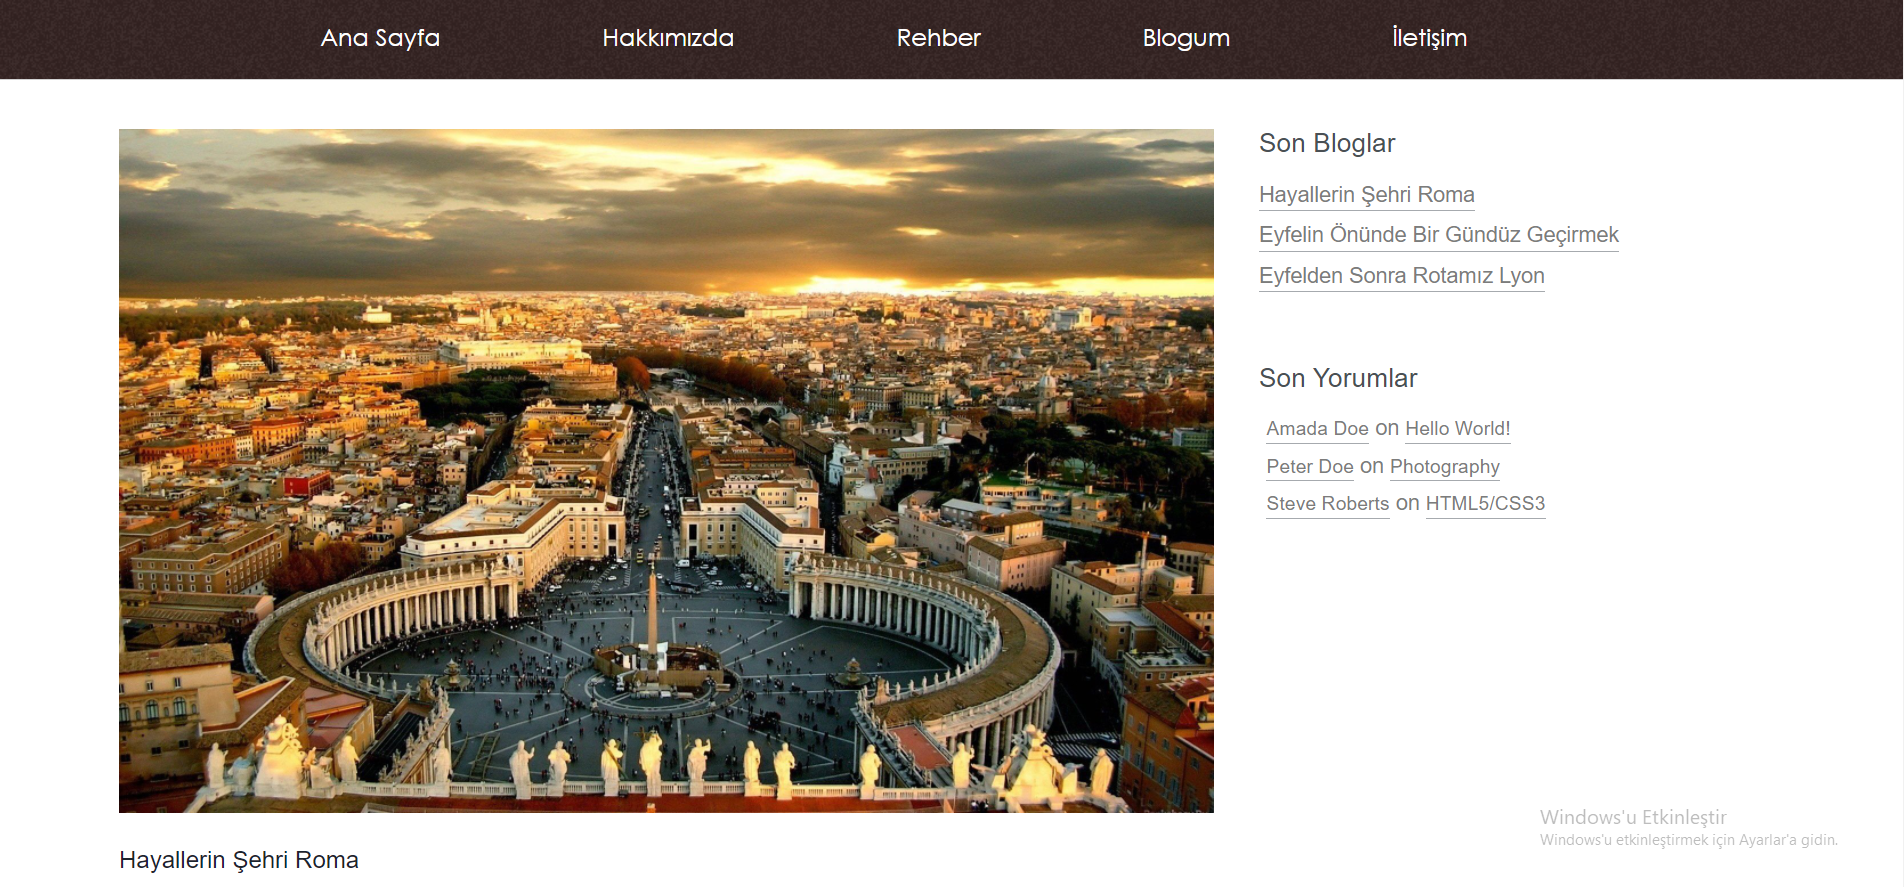 Ana Sayfa Hakkımızda Rehber Blogum İletişim
Hayallerin Şehri Roma
Son Bloglar
Hayallerin Şehri Roma
Eyfelin Önünde Bir Gündüz Geçirmek
Eyfelden Sonra Rotamız Lyon
Son Yorumlar
Amada Doe on Hello World!
Peter Doe on Photography
Steve Roberts on HTML5/CSS3
Windows'u Etkinleştir
Windows'u etkinleştirmek için Ayarlar'a gidin.